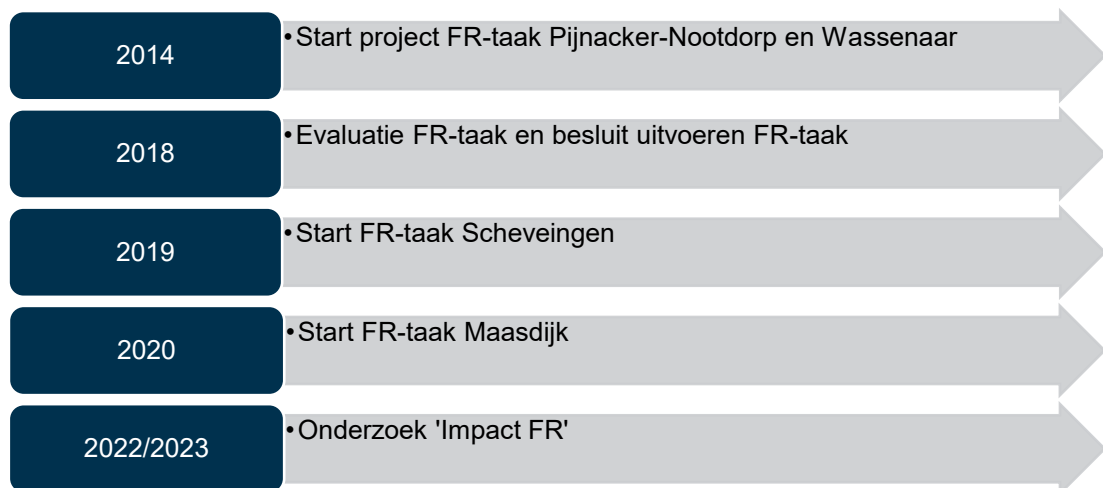 2014
•Start project FR-taak Pijnacker-Nootdorp en Wassenaar
2018
•Evaluatie FR-taak en besluit uitvoeren FR-taak
2019
•Start FR-taak Scheveingen
2020
•Start FR-taak Maasdijk
2022/2023
•Onderzoek 'Impact FR'